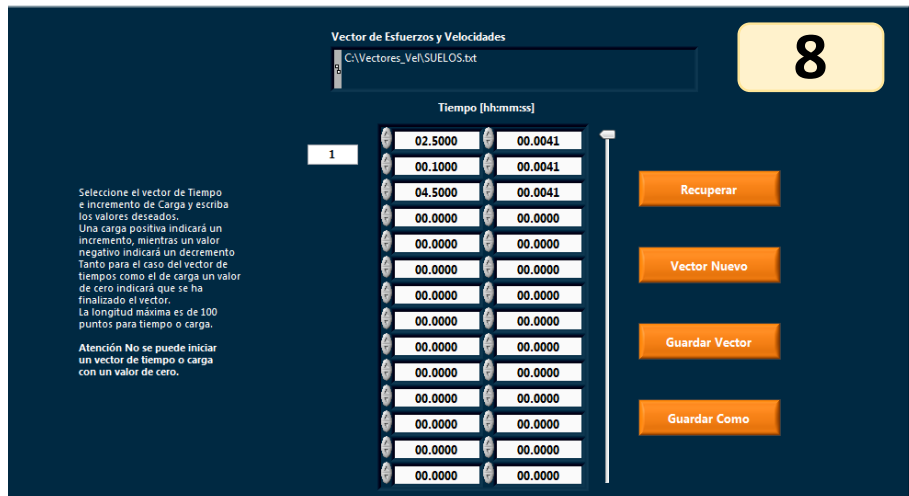 Vector de Esfuerzos y Velocidades
8
C:\Vectores_Vel\SUELOS.txt
Tiempo [hh:mm:ss]
1
02.5000 00.0041
00.1000 00.0041
04.5000 00.0041
00.0000 00.0000
00.0000 00.0000
00.0000 00.0000
00.0000 00.0000
00.0000 00.0000
00.0000 00.0000
00.0000 00.0000
00.0000 00.0000
00.0000 00.0000
00.0000 00.0000
00.0000 00.0000
Seleccione el vector de Tiempo
e incremento de Carga y escriba
los valores deseados.
Una carga positiva indicará un
incremento, mientras un valor
negativo indicará un decremento
Tanto para el caso del vector de
tiempos como el de carga un valor
de cero indicará que se ha
finalizado el vector.
La longitud máxima es de 100
puntos para tiempo o carga.
Atención No se puede iniciar
un vector de tiempo o carga
con un valor de cero.
Recuperar
Vector Nuevo
Guardar Vector
Guardar Como